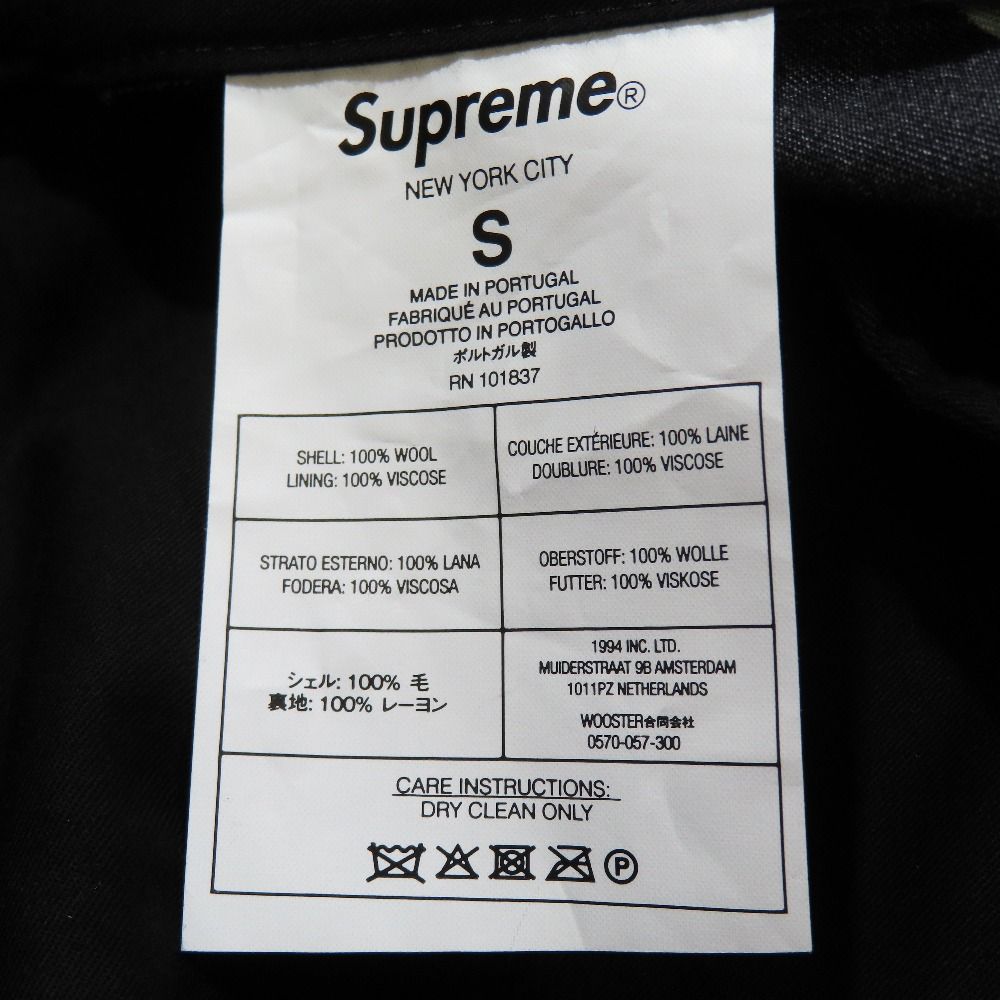 Supreme®
NEW YORK CITY
S
MADE IN PORTUGAL
FABRIQUÉ AU PORTUGAL
PRODOTTO IN PORTOGALLO
ポルトガル製
RN 101837
SHELL: 100% WOOL
LINING: 100% VISCOSE
COUCHE EXTÉRIEURE: 100% LAINE
DOUBLURE: 100% VISCOSE
STRATO ESTERNO: 100% LANA
FODERA: 100% VISCOSA
OBERSTOFF: 100% WOLLE
FUTTER: 100% VISKOSE
シェル: 100% 毛
裏地: 100% レーヨン
1994 INC. LTD.
MUIDERSTRAAT 9B AMSTERDAM
1011PZ NETHERLANDS
WOOSTER合同会社
0570-057-300
CARE INSTRUCTIONS:
DRY CLEAN ONLY
P